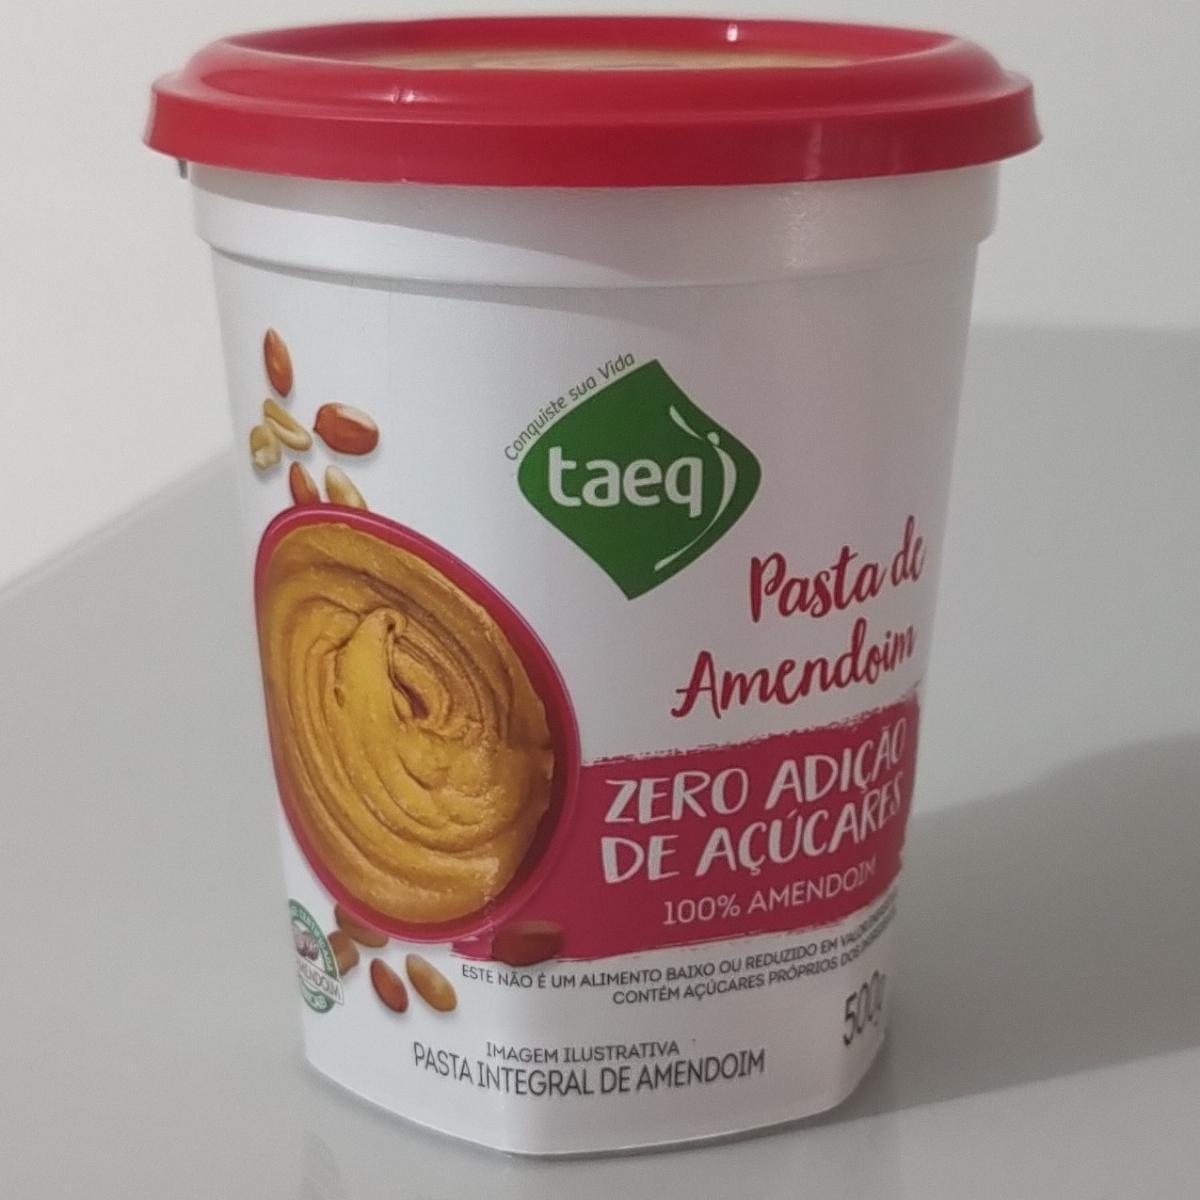 Conquiste sua Vida
taeq
Pasta de
Amendoim
ZERO ADIÇÃO
DE AÇÚCARES
100% AMENDOIM
ESTE NÃO É UM ALIMENTO BAIXO OU REDUZIDO EM
CONTÉM AÇÚCARES PRÓPRIOS DOS
500g
IMAGEM ILUSTRATIVA
PASTA INTEGRAL DE AMENDOIM